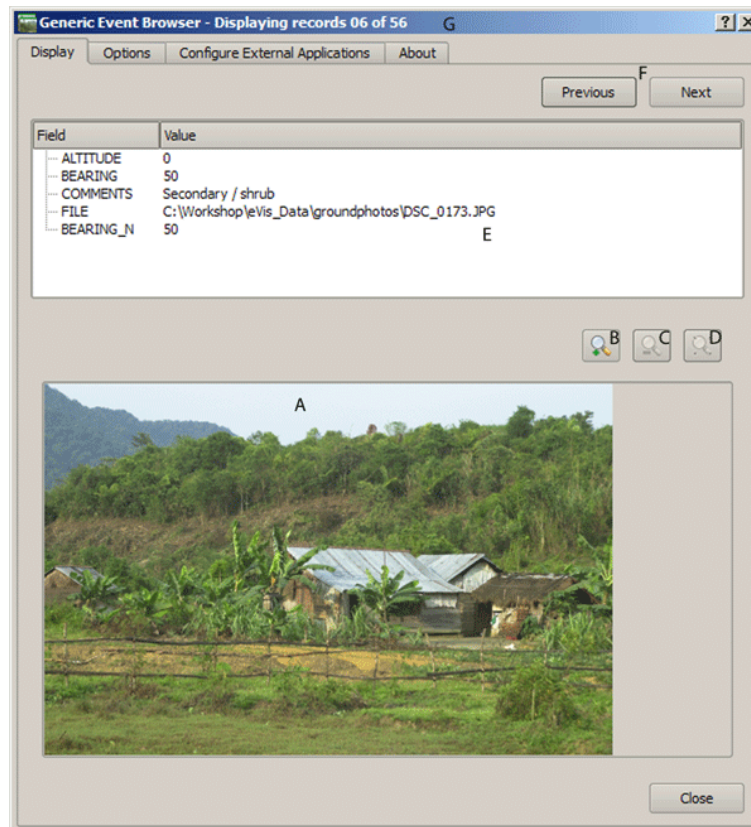 Generic Event Browser - Displaying records 06 of 56 G ? X
Display Options Configure External Applications About
F
Previous Next
Field Value
ALTITUDE 0
BEARING 50
COMMENTS Secondary / shrub
FILE C:\Workshop\eVis_Data\groundphotos\DSC_0173.JPG
BEARING_N 50
E
B C D
A
Close